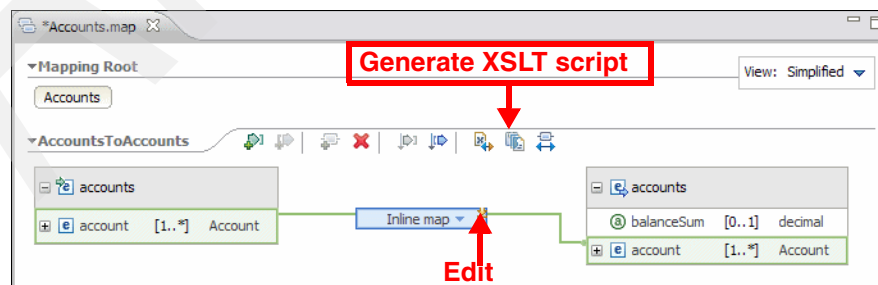 *Accounts.map
Mapping Root
Generate XSLT script
View: Simplified
Accounts
AccountsToAccounts
accounts
accounts
account [1..*] Account
Inline map
balanceSum [0..1] decimal
account [1..*] Account
Edit